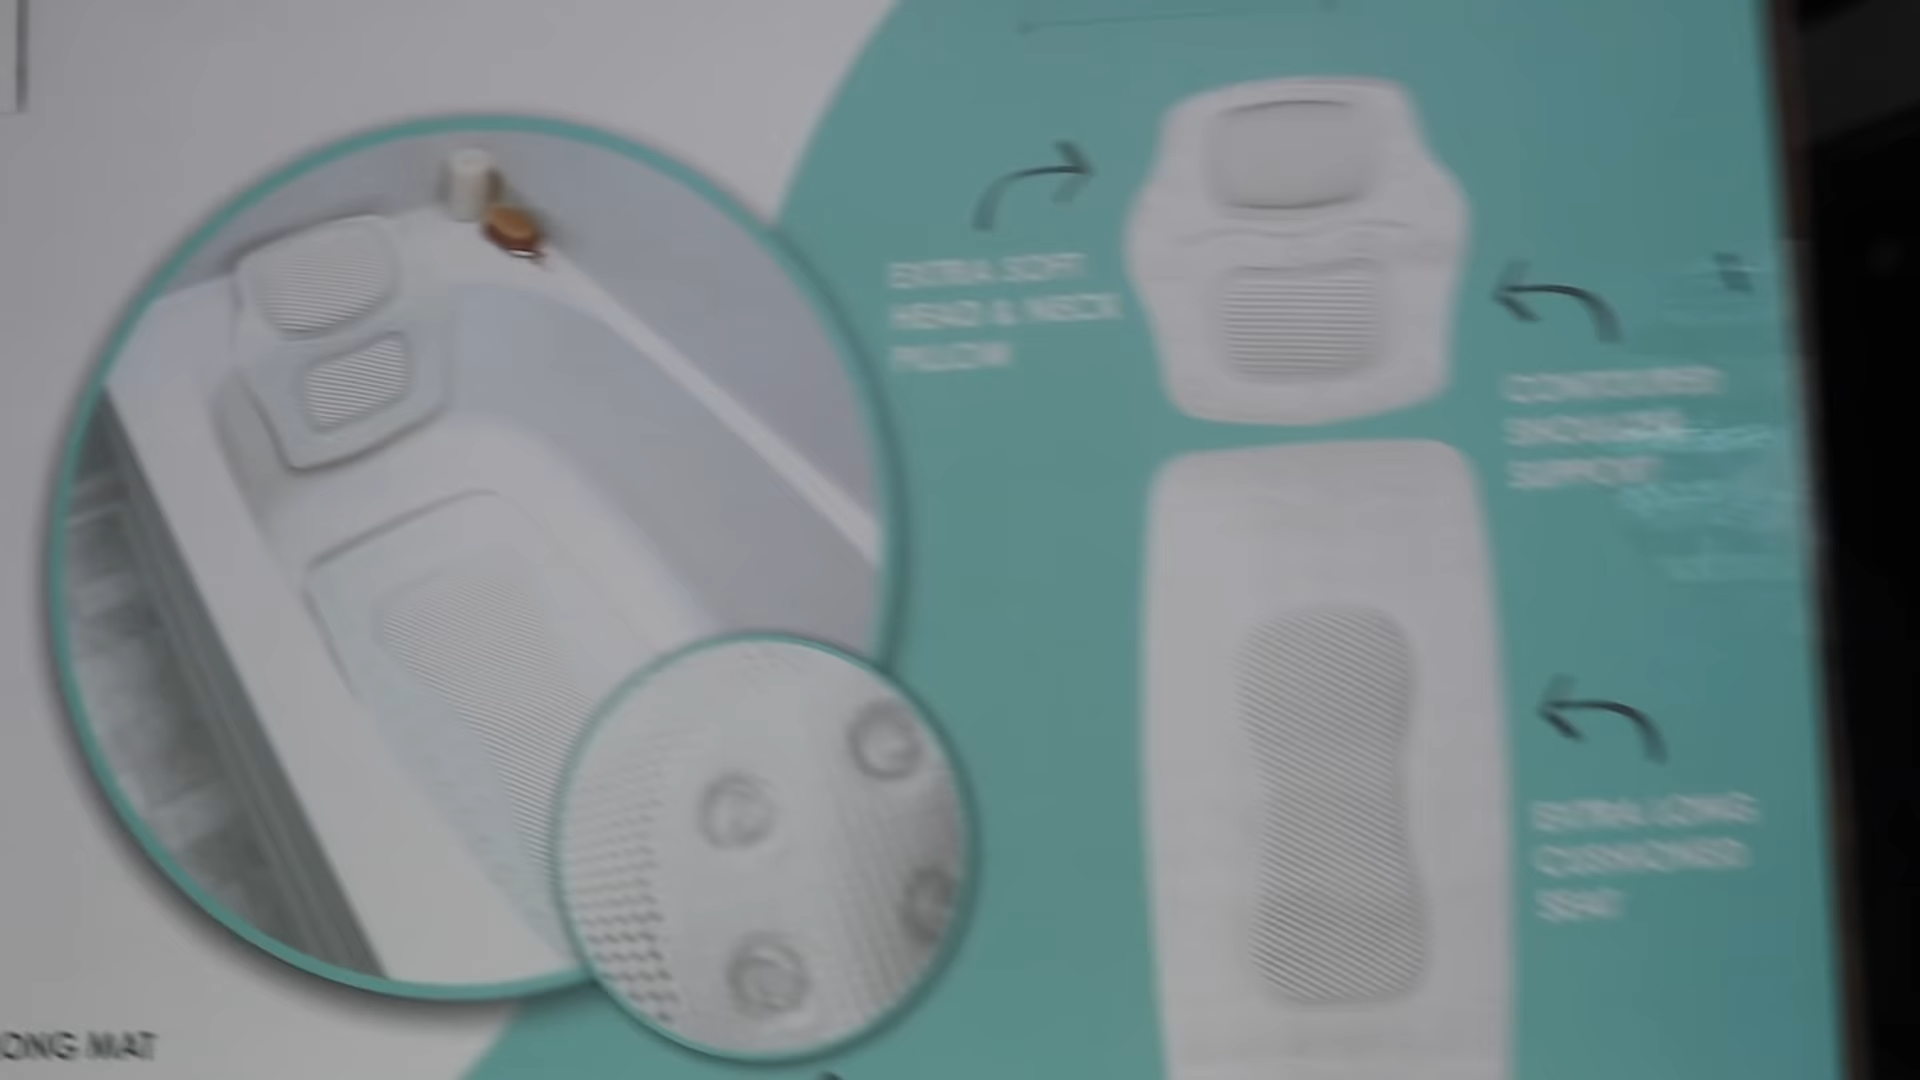 EXTRA SOFT
HEAD & NECK
PILLOW
CONTOURED
SHOULDER
SUPPORT
EXTRA LONG
CUSHIONED
SEAT
ONG MAT